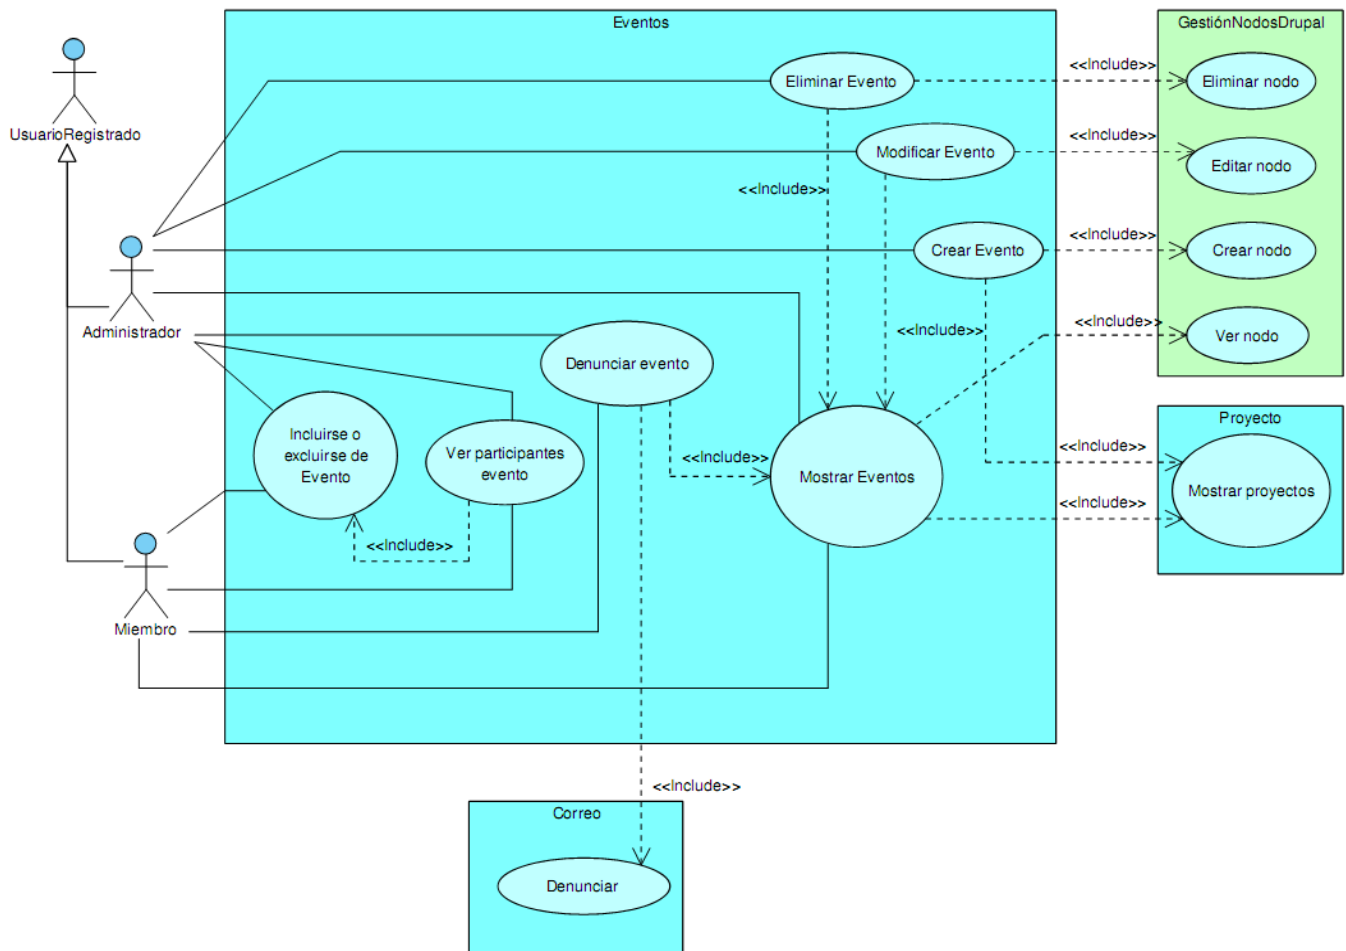 Eventos
GestiónNodosDrupal
UsuarioRegistrado
Eliminar Evento
<<Include>>
Eliminar nodo
Modificar Evento
<<Include>>
Editar nodo
<<Include>>
Administrador
Crear Evento
<<Include>>
Crear nodo
<<Include>>
<<Include>>
Ver nodo
Denunciar evento
Incluirse o
excluirse de
Evento
Ver participantes
evento
<<Include>>
Mostrar Eventos
Proyecto
<<Include>>
Mostrar proyectos
<<Include>>
<<Include>>
Miembro
<<Include>>
Correo
Denunciar